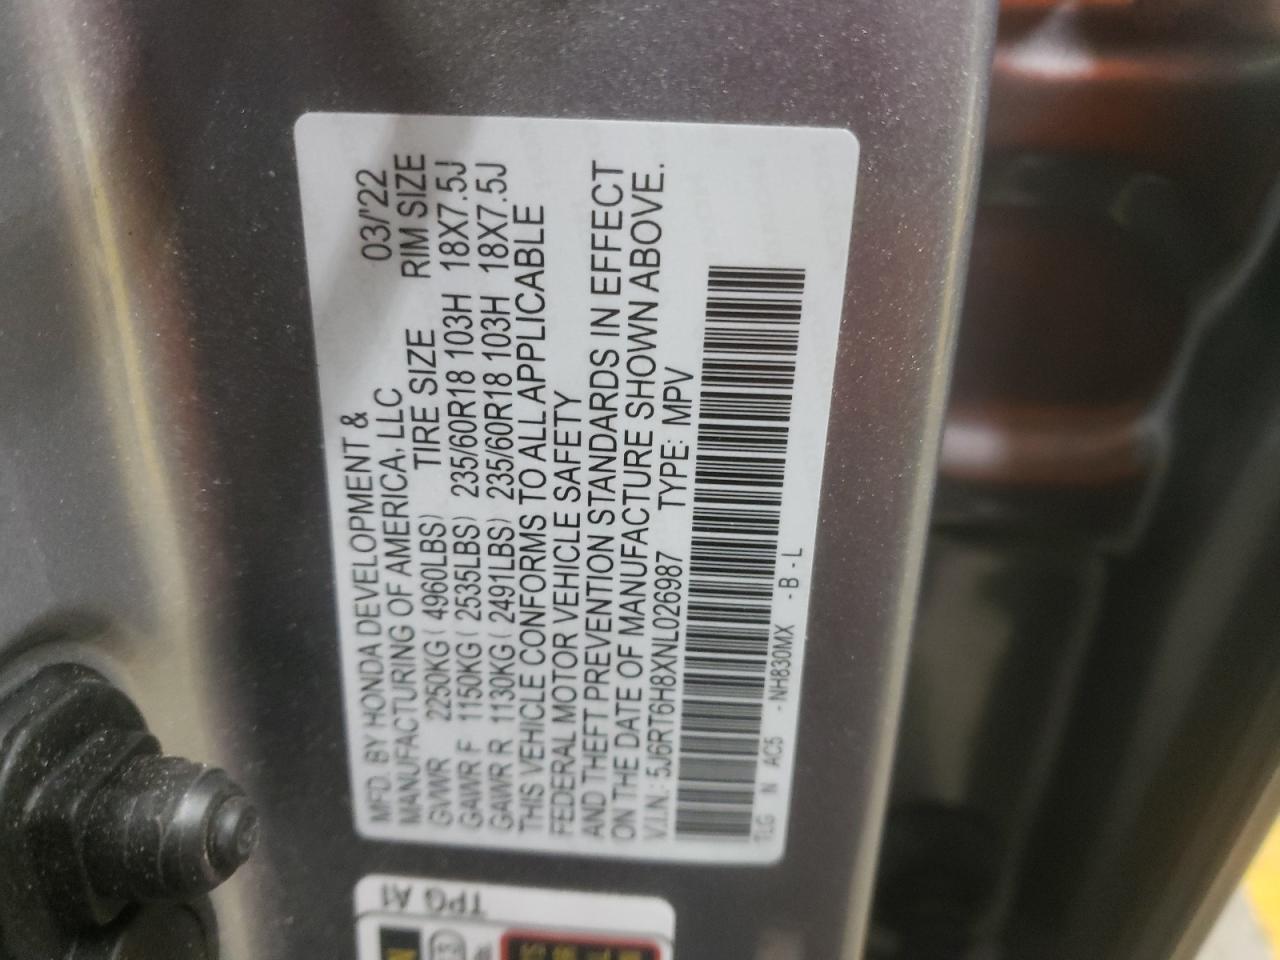 MFD. BY HONDA DEVELOPMENT & 03/'22
MANUFACTURING OF AMERICA, LLC RIM SIZE
GVWR 2250KG ( 4960LBS) TIRE SIZE
GAWR F 1150KG ( 2535LBS) 235/60R18 103H 18X7.5J
GAWR R 1130KG ( 2491LBS) 235/60R18 103H 18X7.5J
THIS VEHICLE CONFORMS TO ALL APPLICABLE
FEDERAL MOTOR VEHICLE SAFETY
AND THEFT PREVENTION STANDARDS IN EFFECT
ON THE DATE OF MANUFACTURE SHOWN ABOVE.
V.I.N.: 5J6RT6H8XNL026987 TYPE: MPV
TLG N AC5 - NH830MX - B - L
TPG A1